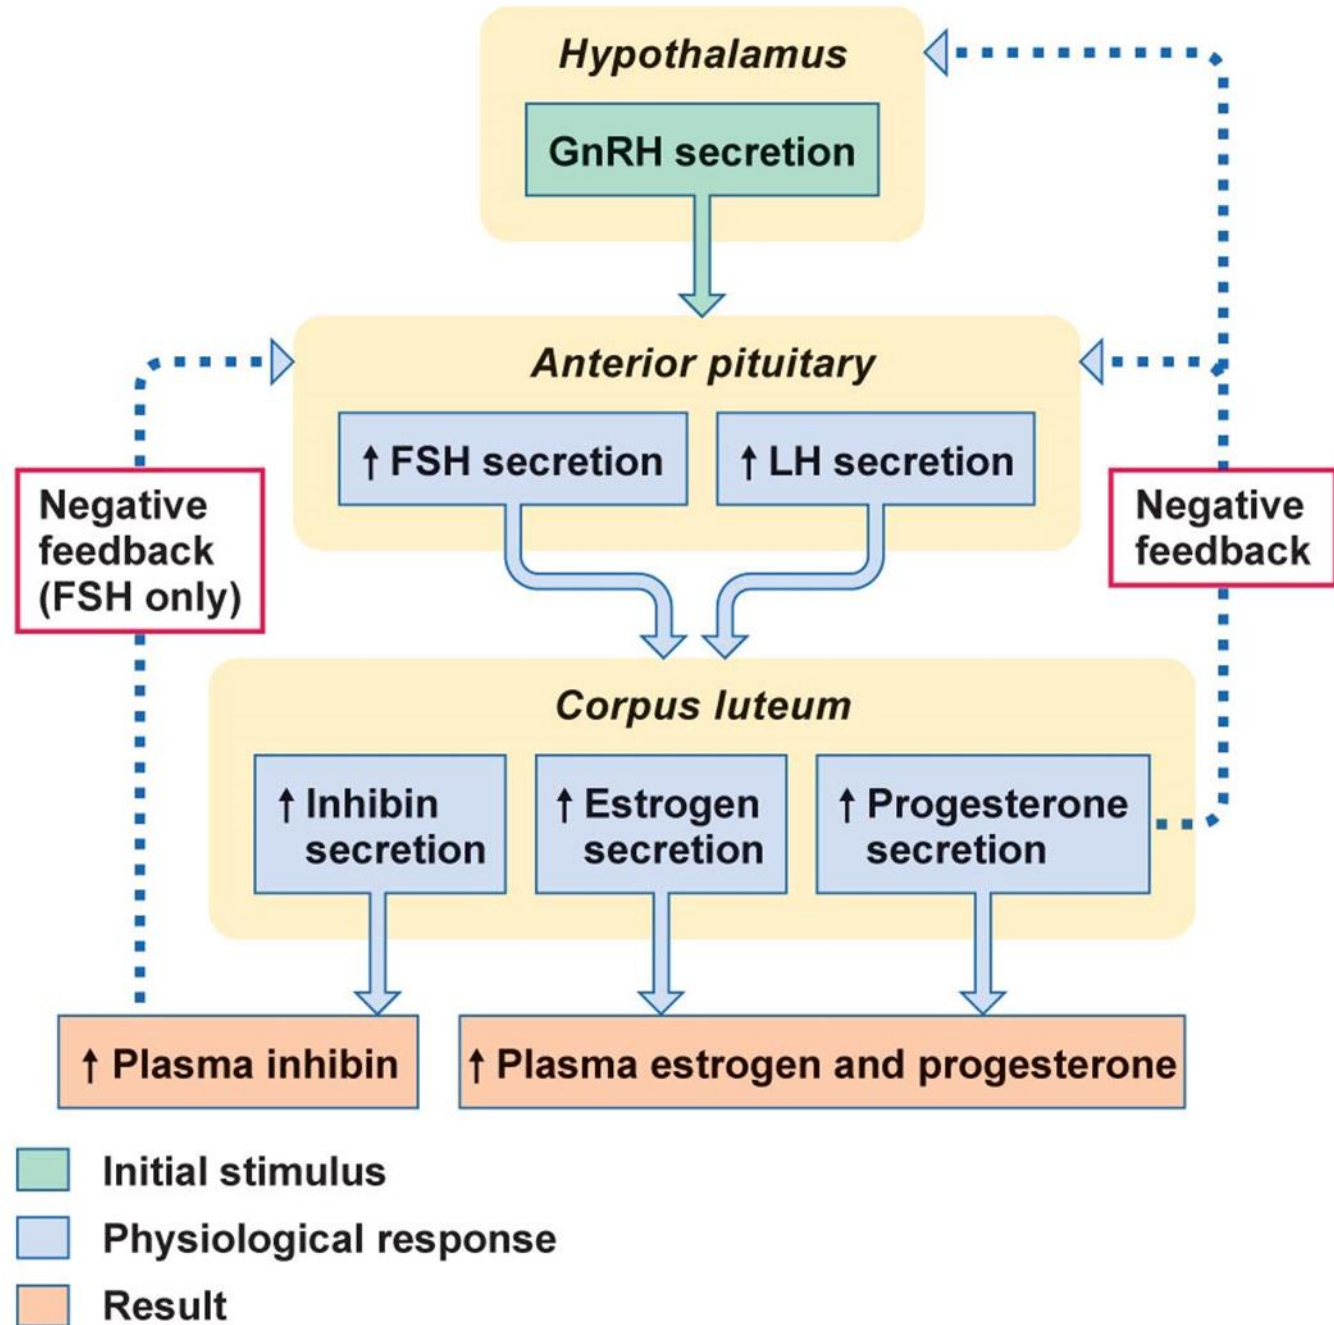 Hypothalamus
GnRH secretion
Anterior pituitary
↑ FSH secretion
↑ LH secretion
Negative
feedback
(FSH only)
Negative
feedback
Corpus luteum
↑ Inhibin
secretion
↑ Estrogen
secretion
↑ Progesterone
secretion
↑ Plasma inhibin
↑ Plasma estrogen and progesterone
Initial stimulus
Physiological response
Result